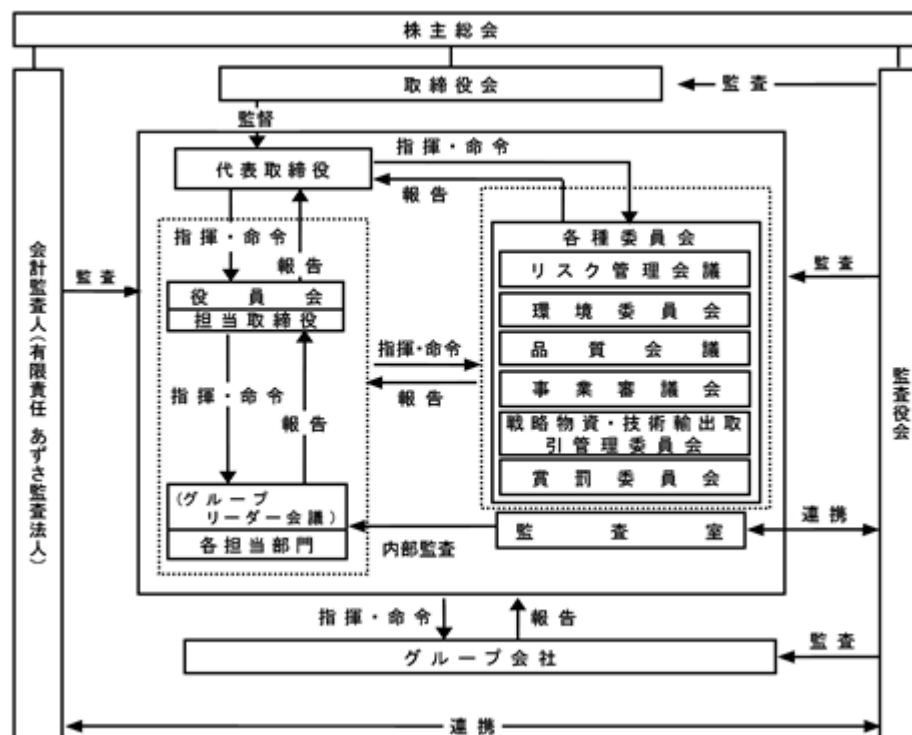 株主総会
取締役会
監査
監督
代表取締役
指揮・命令
報告
指揮・命令
報告
役員会
担当取締役
指揮・命令
報告
(グループ
リーダー会議)
各担当部門
指揮・命令
報告
各種委員会
リスク管理会議
環境委員会
品質会議
事業審議会
戦略物資・技術輸出取
引管理委員会
賞罰委員会
監査室
内部監査
連携
監査
監査
会計監査人(有限責任 あずさ監査法人)
監査役会
指揮・命令
報告
グループ会社
監査
連携